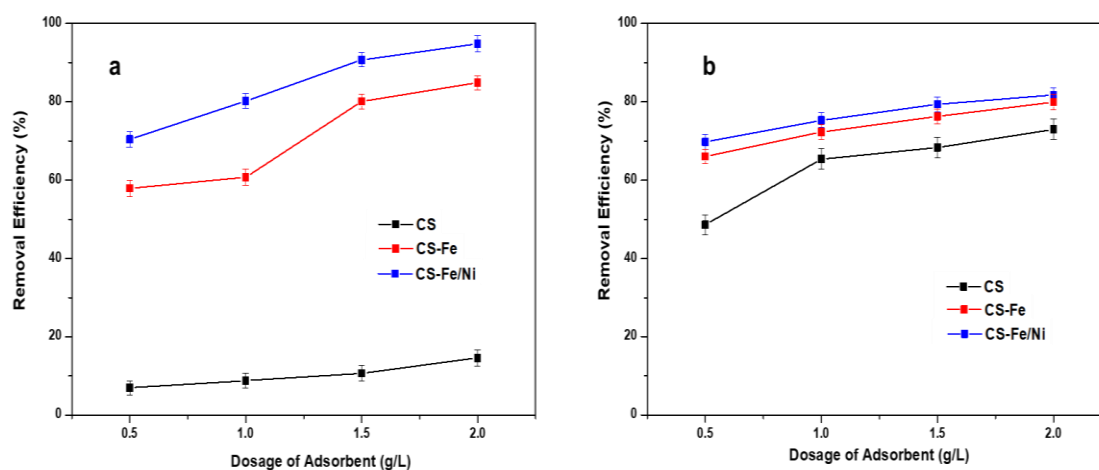 a
Removal Efficiency (%)
100
80
60
40
20
0
CS
CS-Fe
CS-Fe/Ni
0.5 1.0 1.5 2.0
Dosage of Adsorbent (g/L)
b
Removal Efficiency (%)
100
80
60
40
20
0
CS
CS-Fe
CS-Fe/Ni
0.5 1.0 1.5 2.0
Dosage of Adsorbent (g/L)